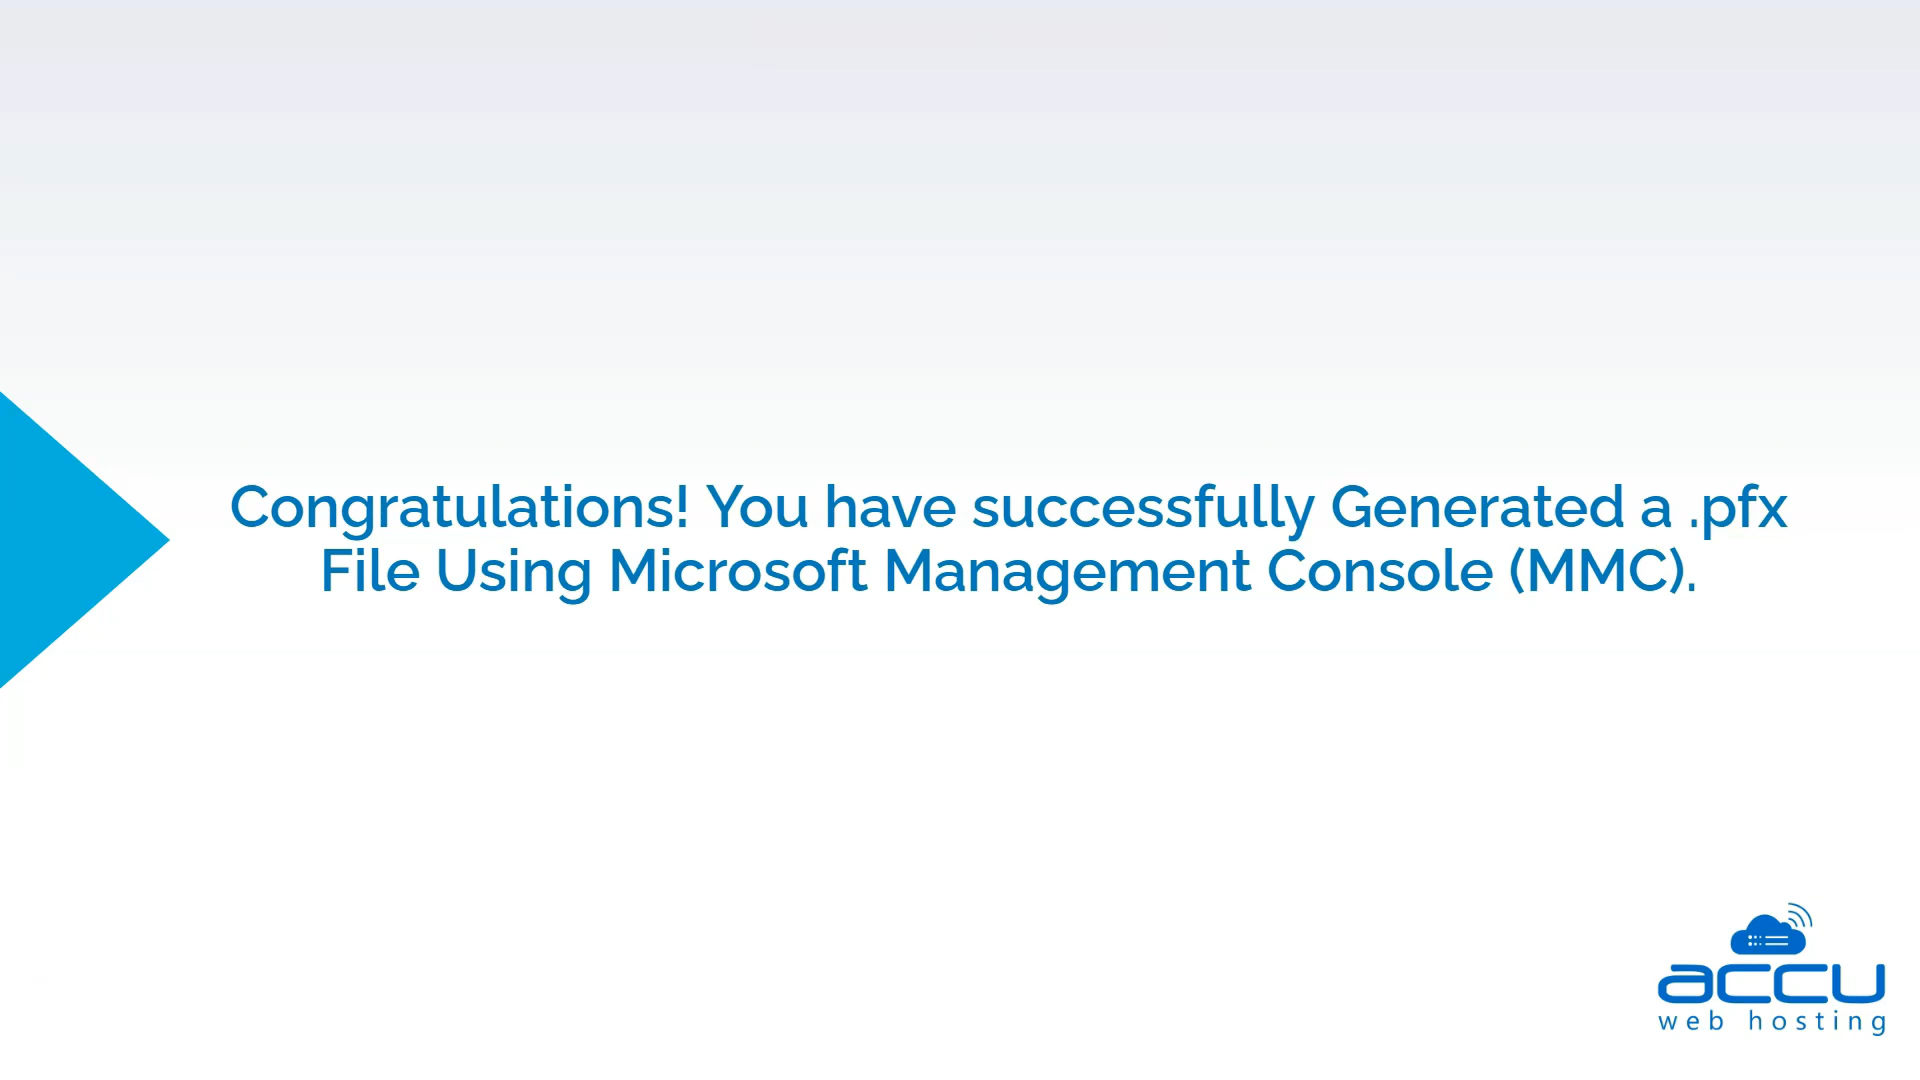 Congratulations! You have successfully Generated a .pfx
File Using Microsoft Management Console (MMC).
accu
web hosting